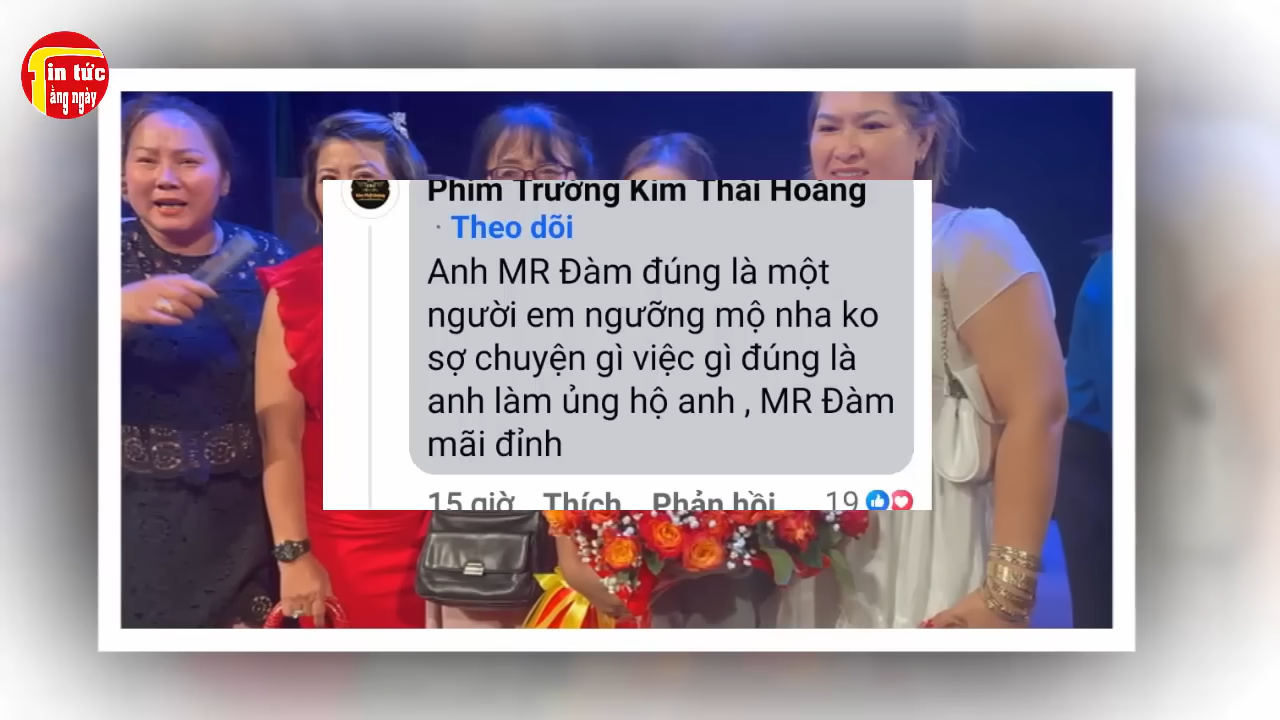 Tin tức
ằng ngày
Phim Trường Kim Thái Hoàng
· Theo dõi
Anh MR Đàm đúng là một
người em ngưỡng mộ nha ko
sợ chuyện gì việc gì đúng là
anh làm ủng hộ anh , MR Đàm
mãi đỉnh
15 giờ Thích Phản hồi 19